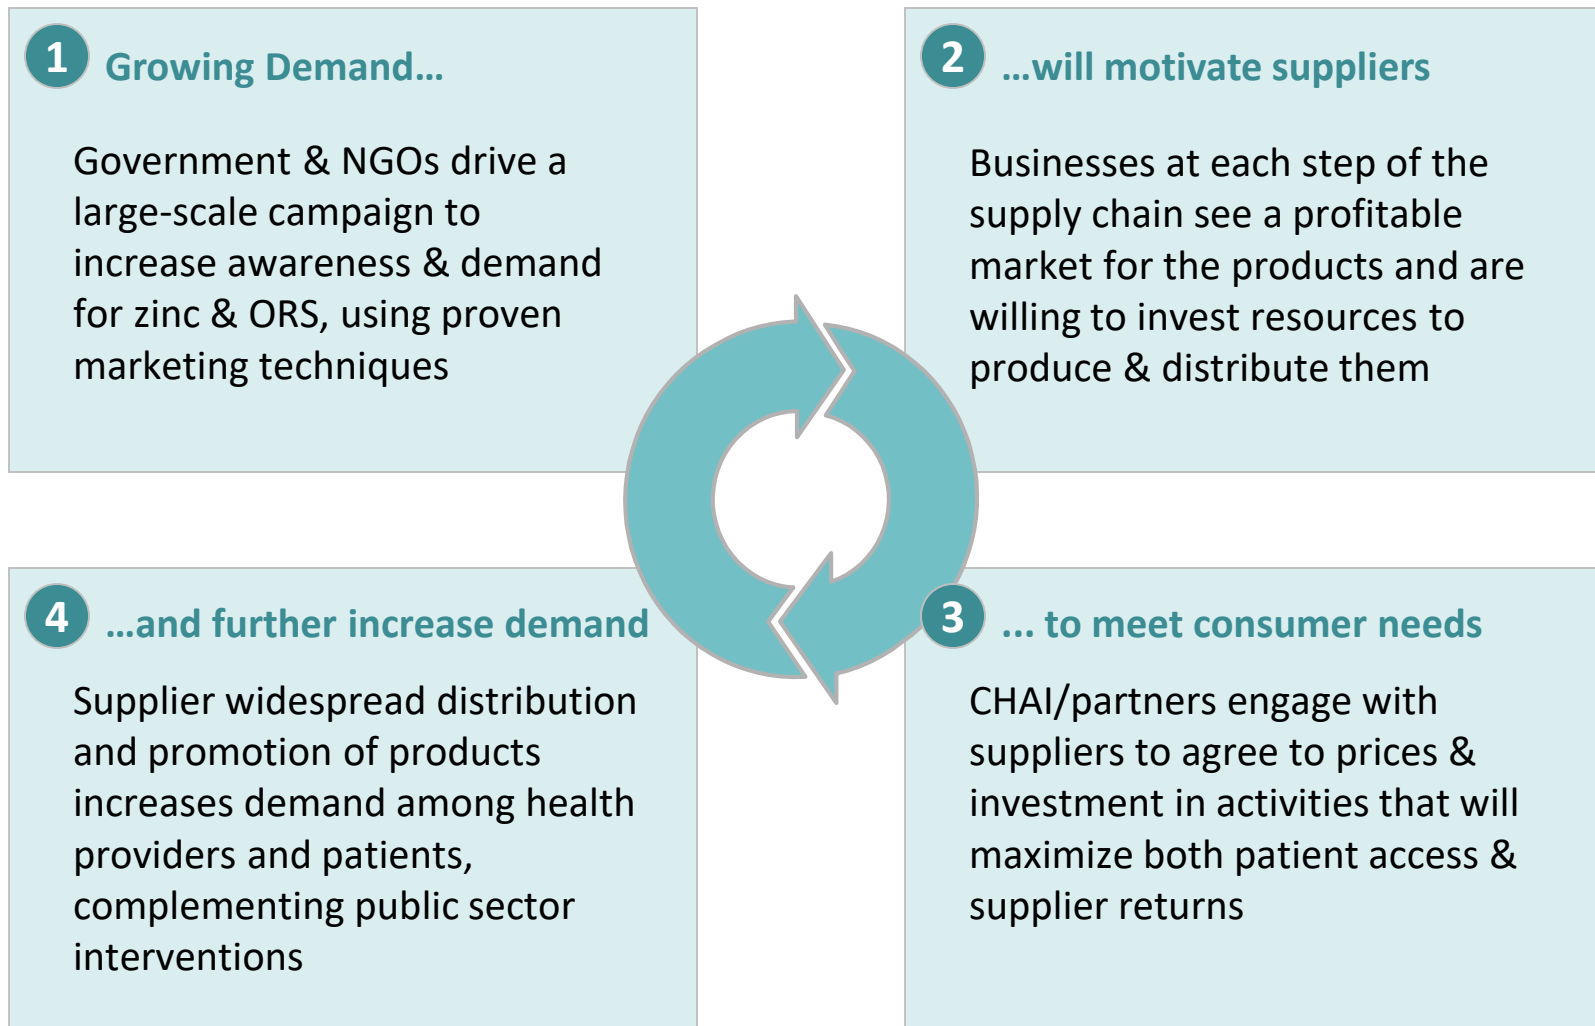 1 Growing Demand…
Government & NGOs drive a
large-scale campaign to
increase awareness & demand
for zinc & ORS, using proven
marketing techniques
2 …will motivate suppliers
Businesses at each step of the
supply chain see a profitable
market for the products and are
willing to invest resources to
produce & distribute them
3 ... to meet consumer needs
CHAI/partners engage with
suppliers to agree to prices &
investment in activities that will
maximize both patient access &
supplier returns
4 …and further increase demand
Supplier widespread distribution
and promotion of products
increases demand among health
providers and patients,
complementing public sector
interventions